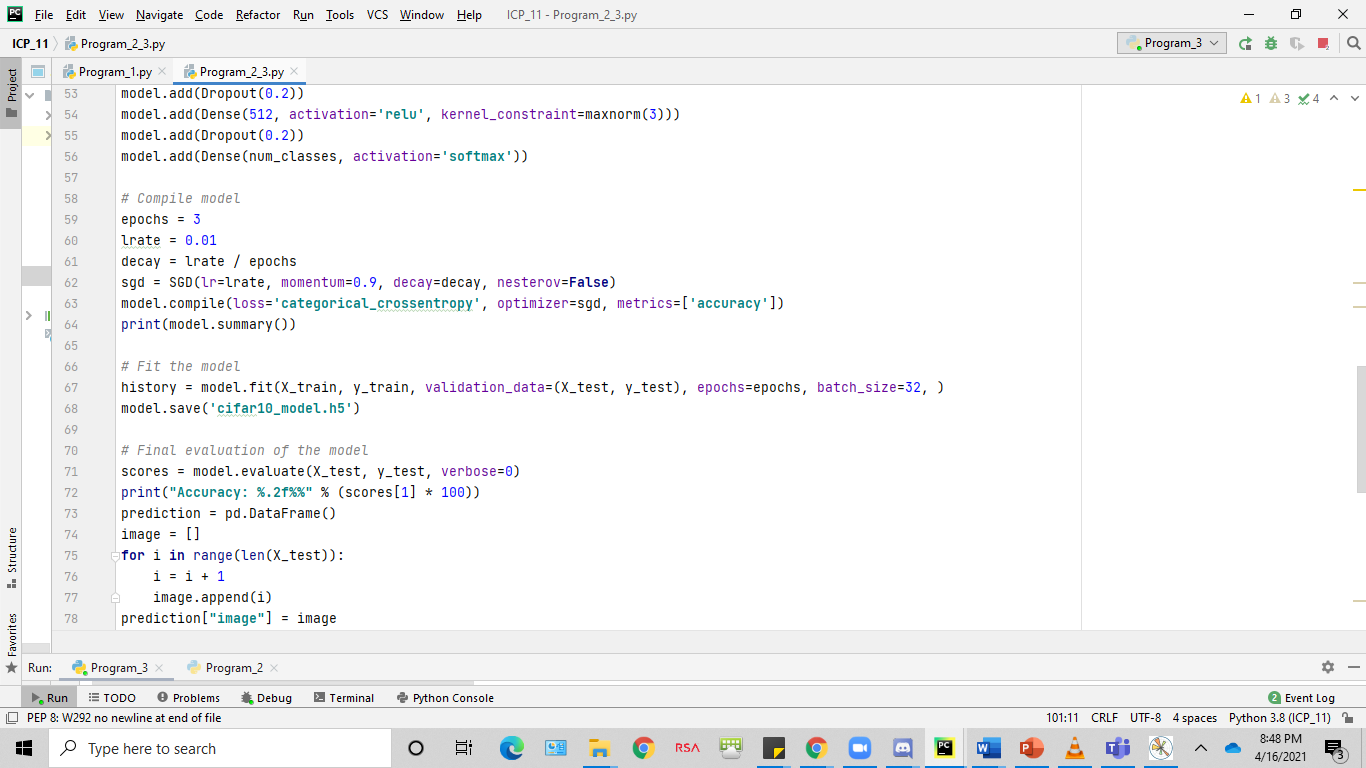 File Edit View Navigate Code Refactor Run Tools VCS Window Help ICP_11 - Program_2_3.py
ICP_11 Program_2_3.py Program_3
Project Program_1.py Program_2_3.py
53 model.add(Dropout(0.2))
1 3 4
54 model.add(Dense(512, activation='relu', kernel_constraint=maxnorm(3)))
55 model.add(Dropout(0.2))
56 model.add(Dense(num_classes, activation='softmax'))
57
58 # Compile model
59 epochs = 3
60 lrate = 0.01
61 decay = lrate / epochs
62 sgd = SGD(lr=lrate, momentum=0.9, decay=decay, nesterov=False)
63 model.compile(loss='categorical_crossentropy', optimizer=sgd, metrics=['accuracy'])
64 print(model.summary())
65
66 # Fit the model
67 history = model.fit(X_train, y_train, validation_data=(X_test, y_test), epochs=epochs, batch_size=32, )
68 model.save('cifar10_model.h5')
69
70 # Final evaluation of the model
71 scores = model.evaluate(X_test, y_test, verbose=0)
72 print("Accuracy: %.2f%%" % (scores[1] * 100))
73 prediction = pd.DataFrame()
74 image = []
75 for i in range(len(X_test)):
76 i = i + 1
77 image.append(i)
78 prediction["image"] = image
Structure
Favorites
Run: Program_3 Program_2
Run TODO Problems Debug Terminal Python Console 2 Event Log
PEP 8: W292 no newline at end of file 101:11 CRLF UTF-8 4 spaces Python 3.8 (ICP_11)
Type here to search RSA PC 8:48 PM
4/16/2021 3